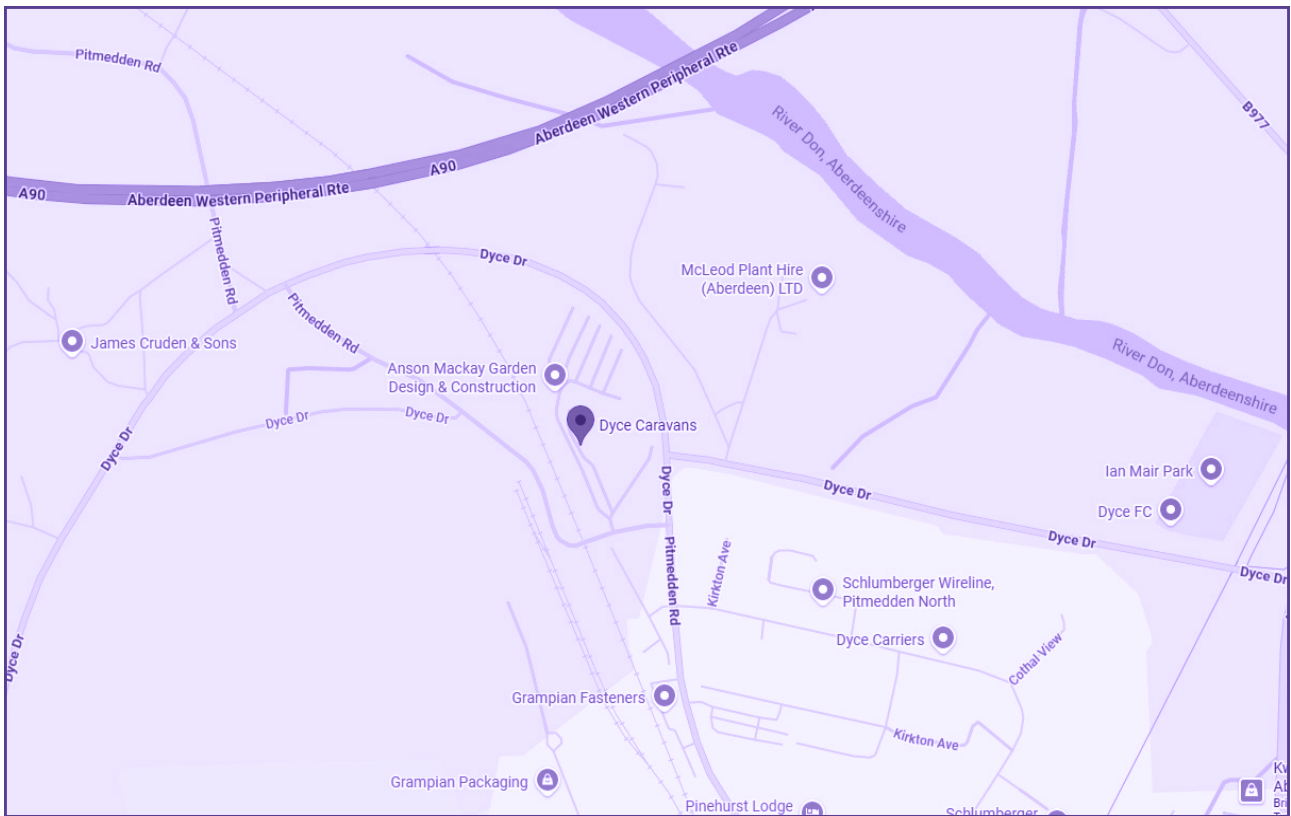 Pitmedden Rd
Aberdeen Western Peripheral Rte
B977
River Don, Aberdeenshire
A90
A90
Aberdeen Western Peripheral Rte
Pitmedden Rd
Dyce Dr
McLeod Plant Hire
(Aberdeen) LTD
Pitmedden Rd
James Cruden & Sons
River Don, Aberdeenshire
Anson Mackay Garden
Design & Construction
Dyce Dr
Dyce Dr
Dyce Caravans
Dyce Dr
Ian Mair Park
Dyce Dr
Dyce Dr
Dyce FC
Dyce Dr
Dyce Dr
Pitmedden Rd
Kirkton Ave
Schlumberger Wireline,
Pitmedden North
Dyce Carriers
Cothal View
Dyce Dr
Grampian Fasteners
Kirkton Ave
Grampian Packaging
Pinehurst Lodge
Schlumberger